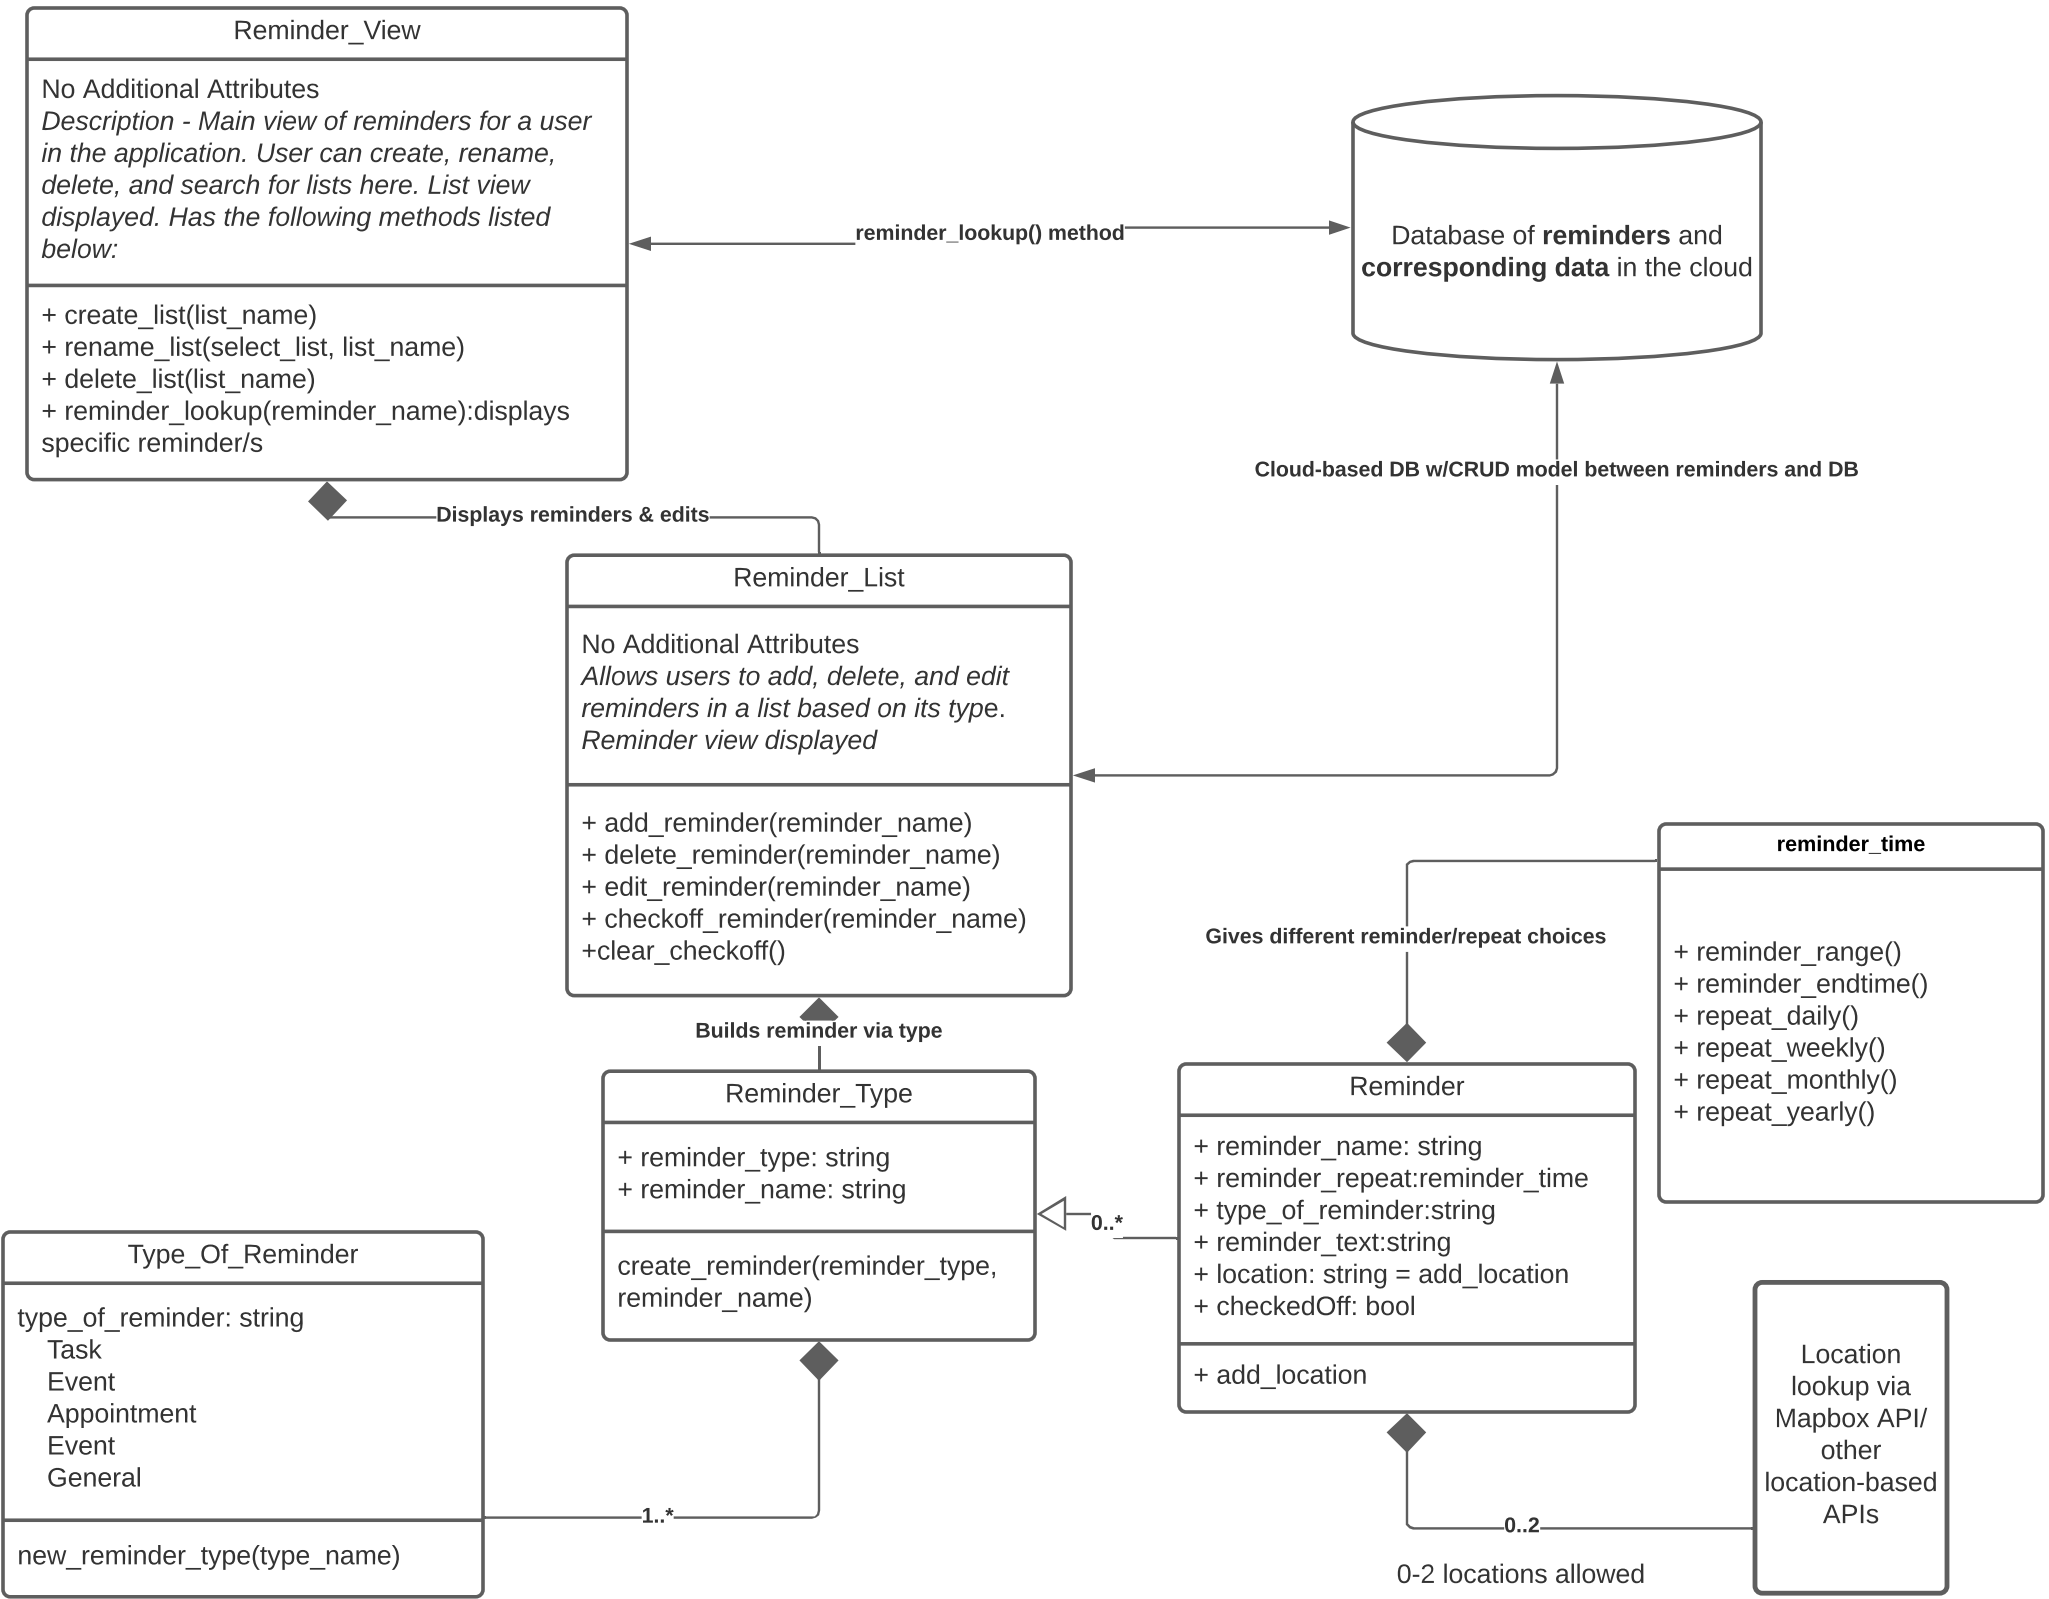 Reminder_View
No Additional Attributes
Description - Main view of reminders for a user
in the application. User can create, rename,
delete, and search for lists here. List view
displayed. Has the following methods listed
below:
+ create_list(list_name)
+ rename_list(select_list, list_name)
+ delete_list(list_name)
+ reminder_lookup(reminder_name):displays
specific reminder/s
reminder_lookup() method
Database of reminders and
corresponding data in the cloud
Cloud-based DB w/CRUD model between reminders and DB
Displays reminders & edits
Reminder_List
No Additional Attributes
Allows users to add, delete, and edit
reminders in a list based on its type.
Reminder view displayed
+ add_reminder(reminder_name)
+ delete_reminder(reminder_name)
+ edit_reminder(reminder_name)
+ checkoff_reminder(reminder_name)
+clear_checkoff()
Builds reminder via type
Reminder_Type
+ reminder_type: string
+ reminder_name: string
create_reminder(reminder_type,
reminder_name)
0..*
Gives different reminder/repeat choices
reminder_time
+ reminder_range()
+ reminder_endtime()
+ repeat_daily()
+ repeat_weekly()
+ repeat_monthly()
+ repeat_yearly()
Reminder
+ reminder_name: string
+ reminder_repeat:reminder_time
+ type_of_reminder:string
+ reminder_text:string
+ location: string = add_location
+ checkedOff: bool
+ add_location
Type_Of_Reminder
type_of_reminder: string
Task
Event
Appointment
Event
General
new_reminder_type(type_name)
1..*
Location
lookup via
Mapbox API/
other
location-based
APIs
0..2
0-2 locations allowed